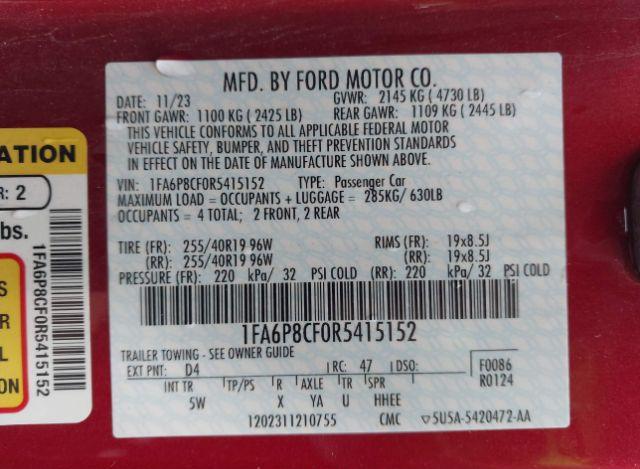 MFD. BY FORD MOTOR CO.
DATE: 11/23 GVWR: 2145 KG ( 4730 LB)
FRONT GAWR: 1100 KG ( 2425 LB) REAR GAWR: 1109 KG ( 2445 LB)
THIS VEHICLE CONFORMS TO ALL APPLICABLE FEDERAL MOTOR
VEHICLE SAFETY, BUMPER, AND THEFT PREVENTION STANDARDS
IN EFFECT ON THE DATE OF MANUFACTURE SHOWN ABOVE.
VIN: 1FA6P8CF0R5415152 TYPE: Passenger Car
MAXIMUM LOAD = OCCUPANTS + LUGGAGE = 285KG/ 630LB
OCCUPANTS = 4 TOTAL; 2 FRONT, 2 REAR
TIRE (FR): 255/40R19 96W RIMS (FR): 19x8.5J
(RR): 255/40R19 96W (RR): 19x8.5J
PRESSURE (FR): 220 kPa/ 32 PSI COLD (RR): 220 kPa/ 32 PSI COLD
1FA6P8CF0R5415152
TRAILER TOWING - SEE OWNER GUIDE
EXT PNT: D4 RC: 47 DSO: F0086
INT TR TP/PS R AXLE TR SPR R0124
5W X YA U HHEE
1202311210755 CMC ▽5U5A-5420472-AA
ATION
R: 2
bs.
1FA6P8CF0R5415152
S
R
L
ON